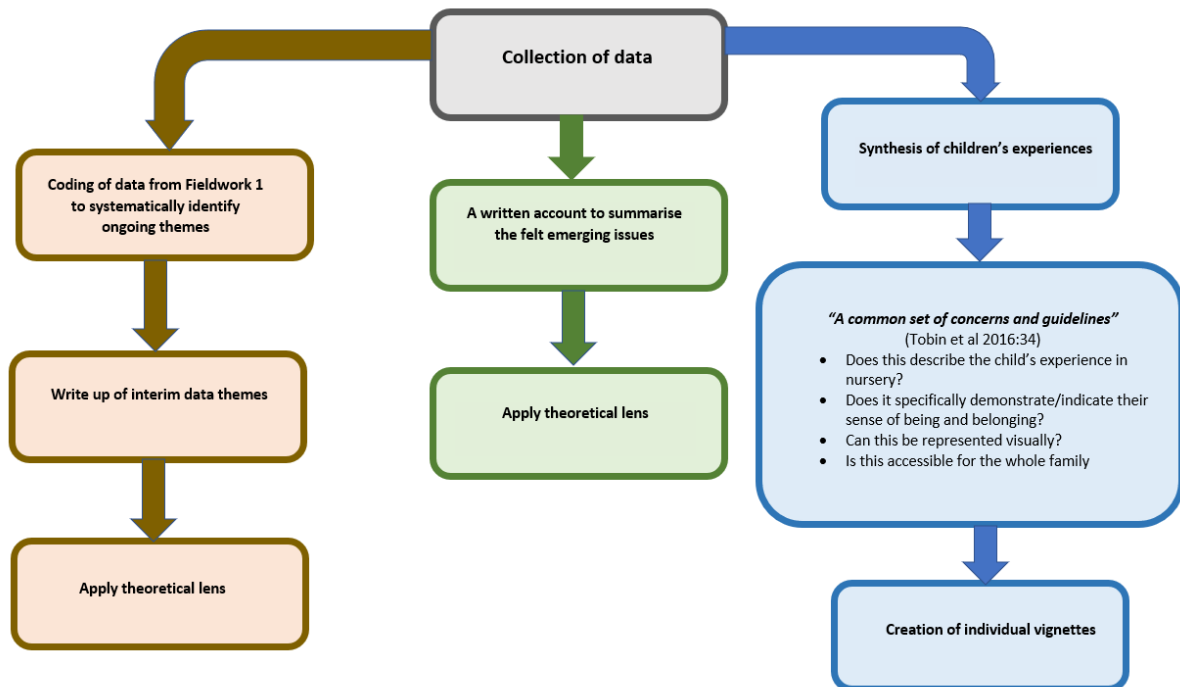 Collection of data
Coding of data from Fieldwork 1
to systematically identify
ongoing themes
Write up of interim data themes
Apply theoretical lens
A written account to summarise
the felt emerging issues
Apply theoretical lens
Synthesis of children’s experiences
“A common set of concerns and guidelines”
(Tobin et al 2016:34)
• Does this describe the child’s experience in
nursery?
• Does it specifically demonstrate/indicate their
sense of being and belonging?
• Can this be represented visually?
• Is this accessible for the whole family
Creation of individual vignettes